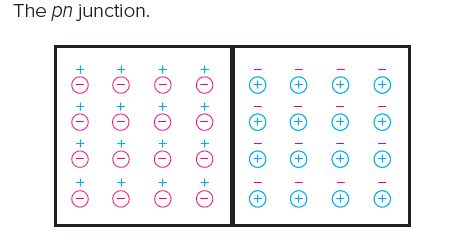 The pn junction.
+ + + + − − − −
− − − − + + + +
+ + + + − − − −
− − − − + + + +
+ + + + − − − −
− − − − + + + +
+ + + + − − − −
− − − − + + + +